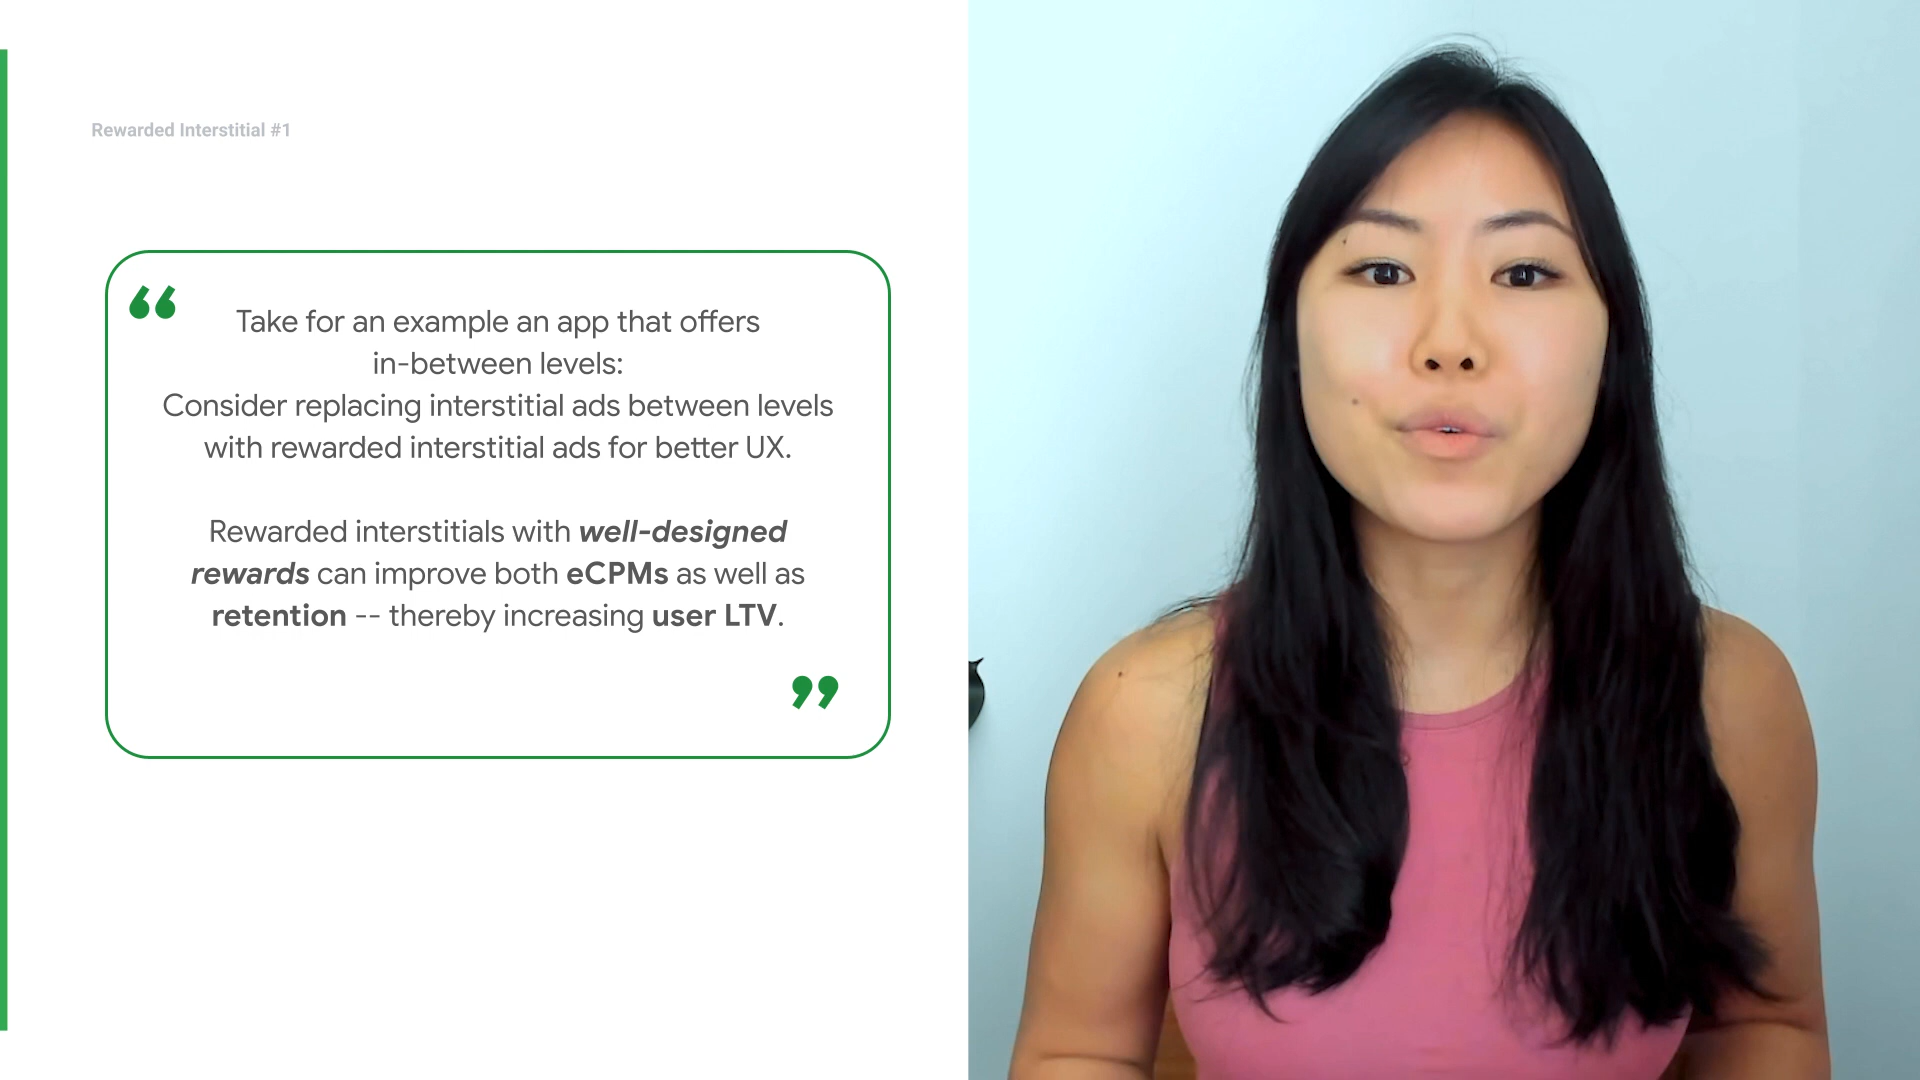 Rewarded Interstitial #1
“
Take for an example an app that offers
in-between levels:
Consider replacing interstitial ads between levels
with rewarded interstitial ads for better UX.
Rewarded interstitials with well-designed
rewards can improve both eCPMs as well as
retention -- thereby increasing user LTV.
”